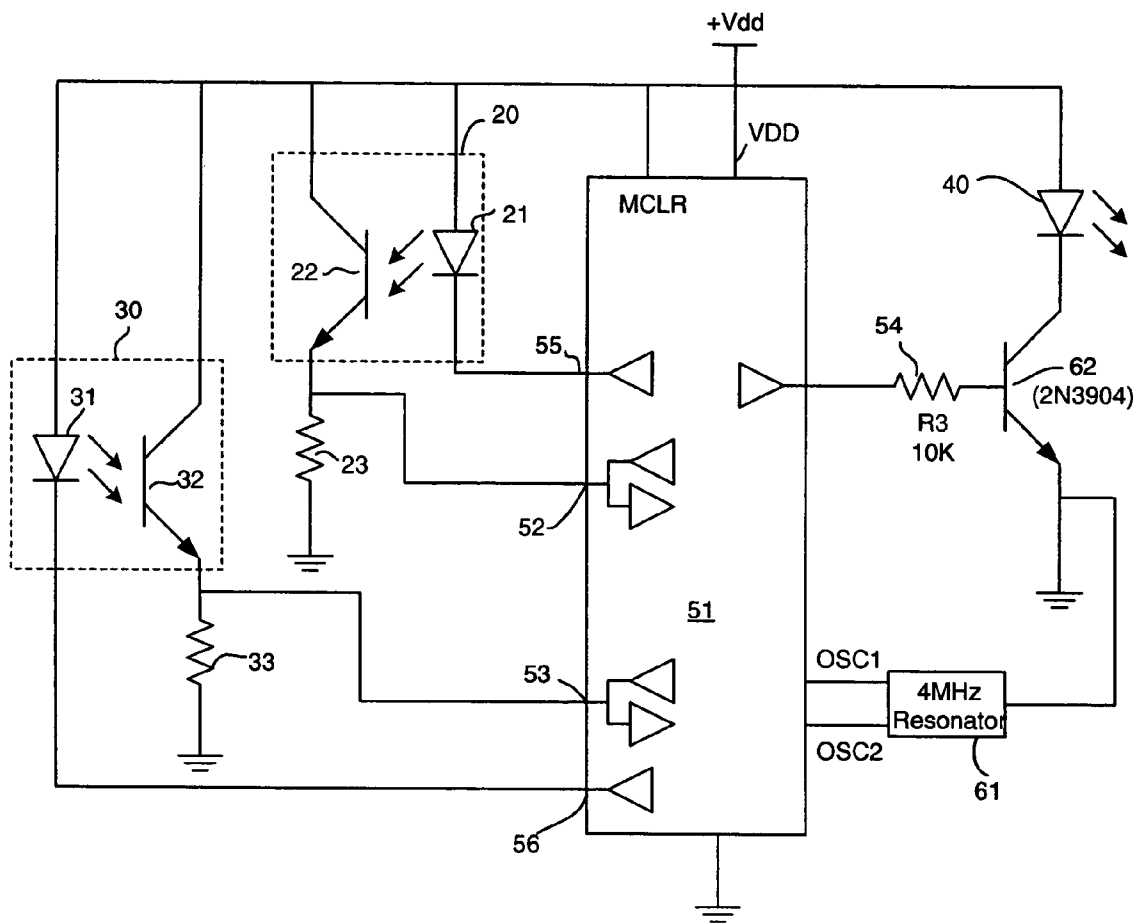 +Vdd
20
VDD
MCLR
40
21
22
30
55
54
62
(2N3904)
31
R3
10K
23
32
52
51
33
53
OSC1
4MHz
Resonator
OSC2
61
56